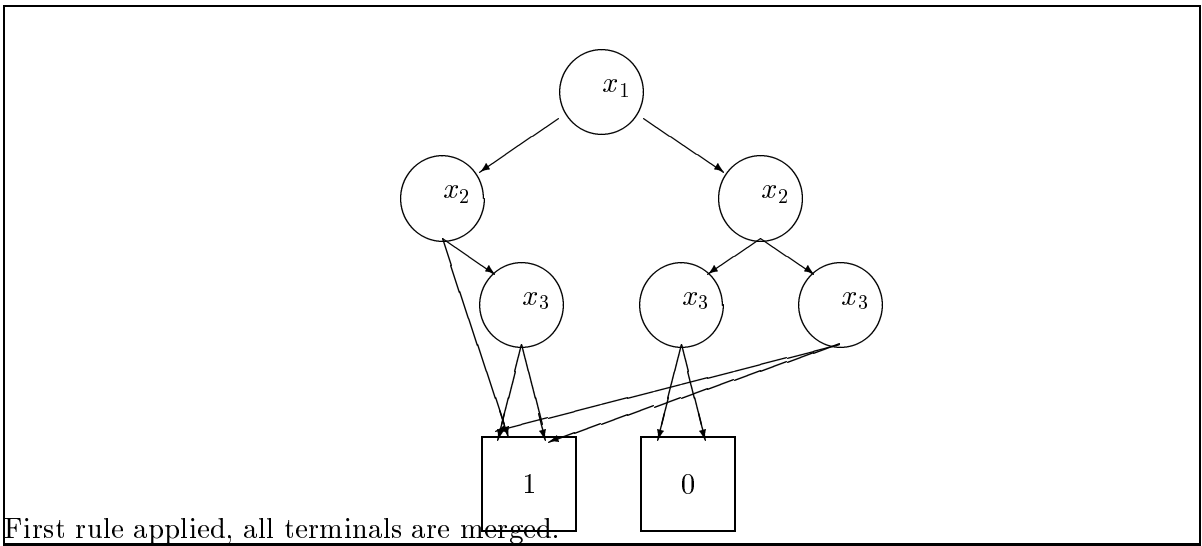 x1
x2 x2
x3 x3 x3
1 0
First rule applied, all terminals are merged.